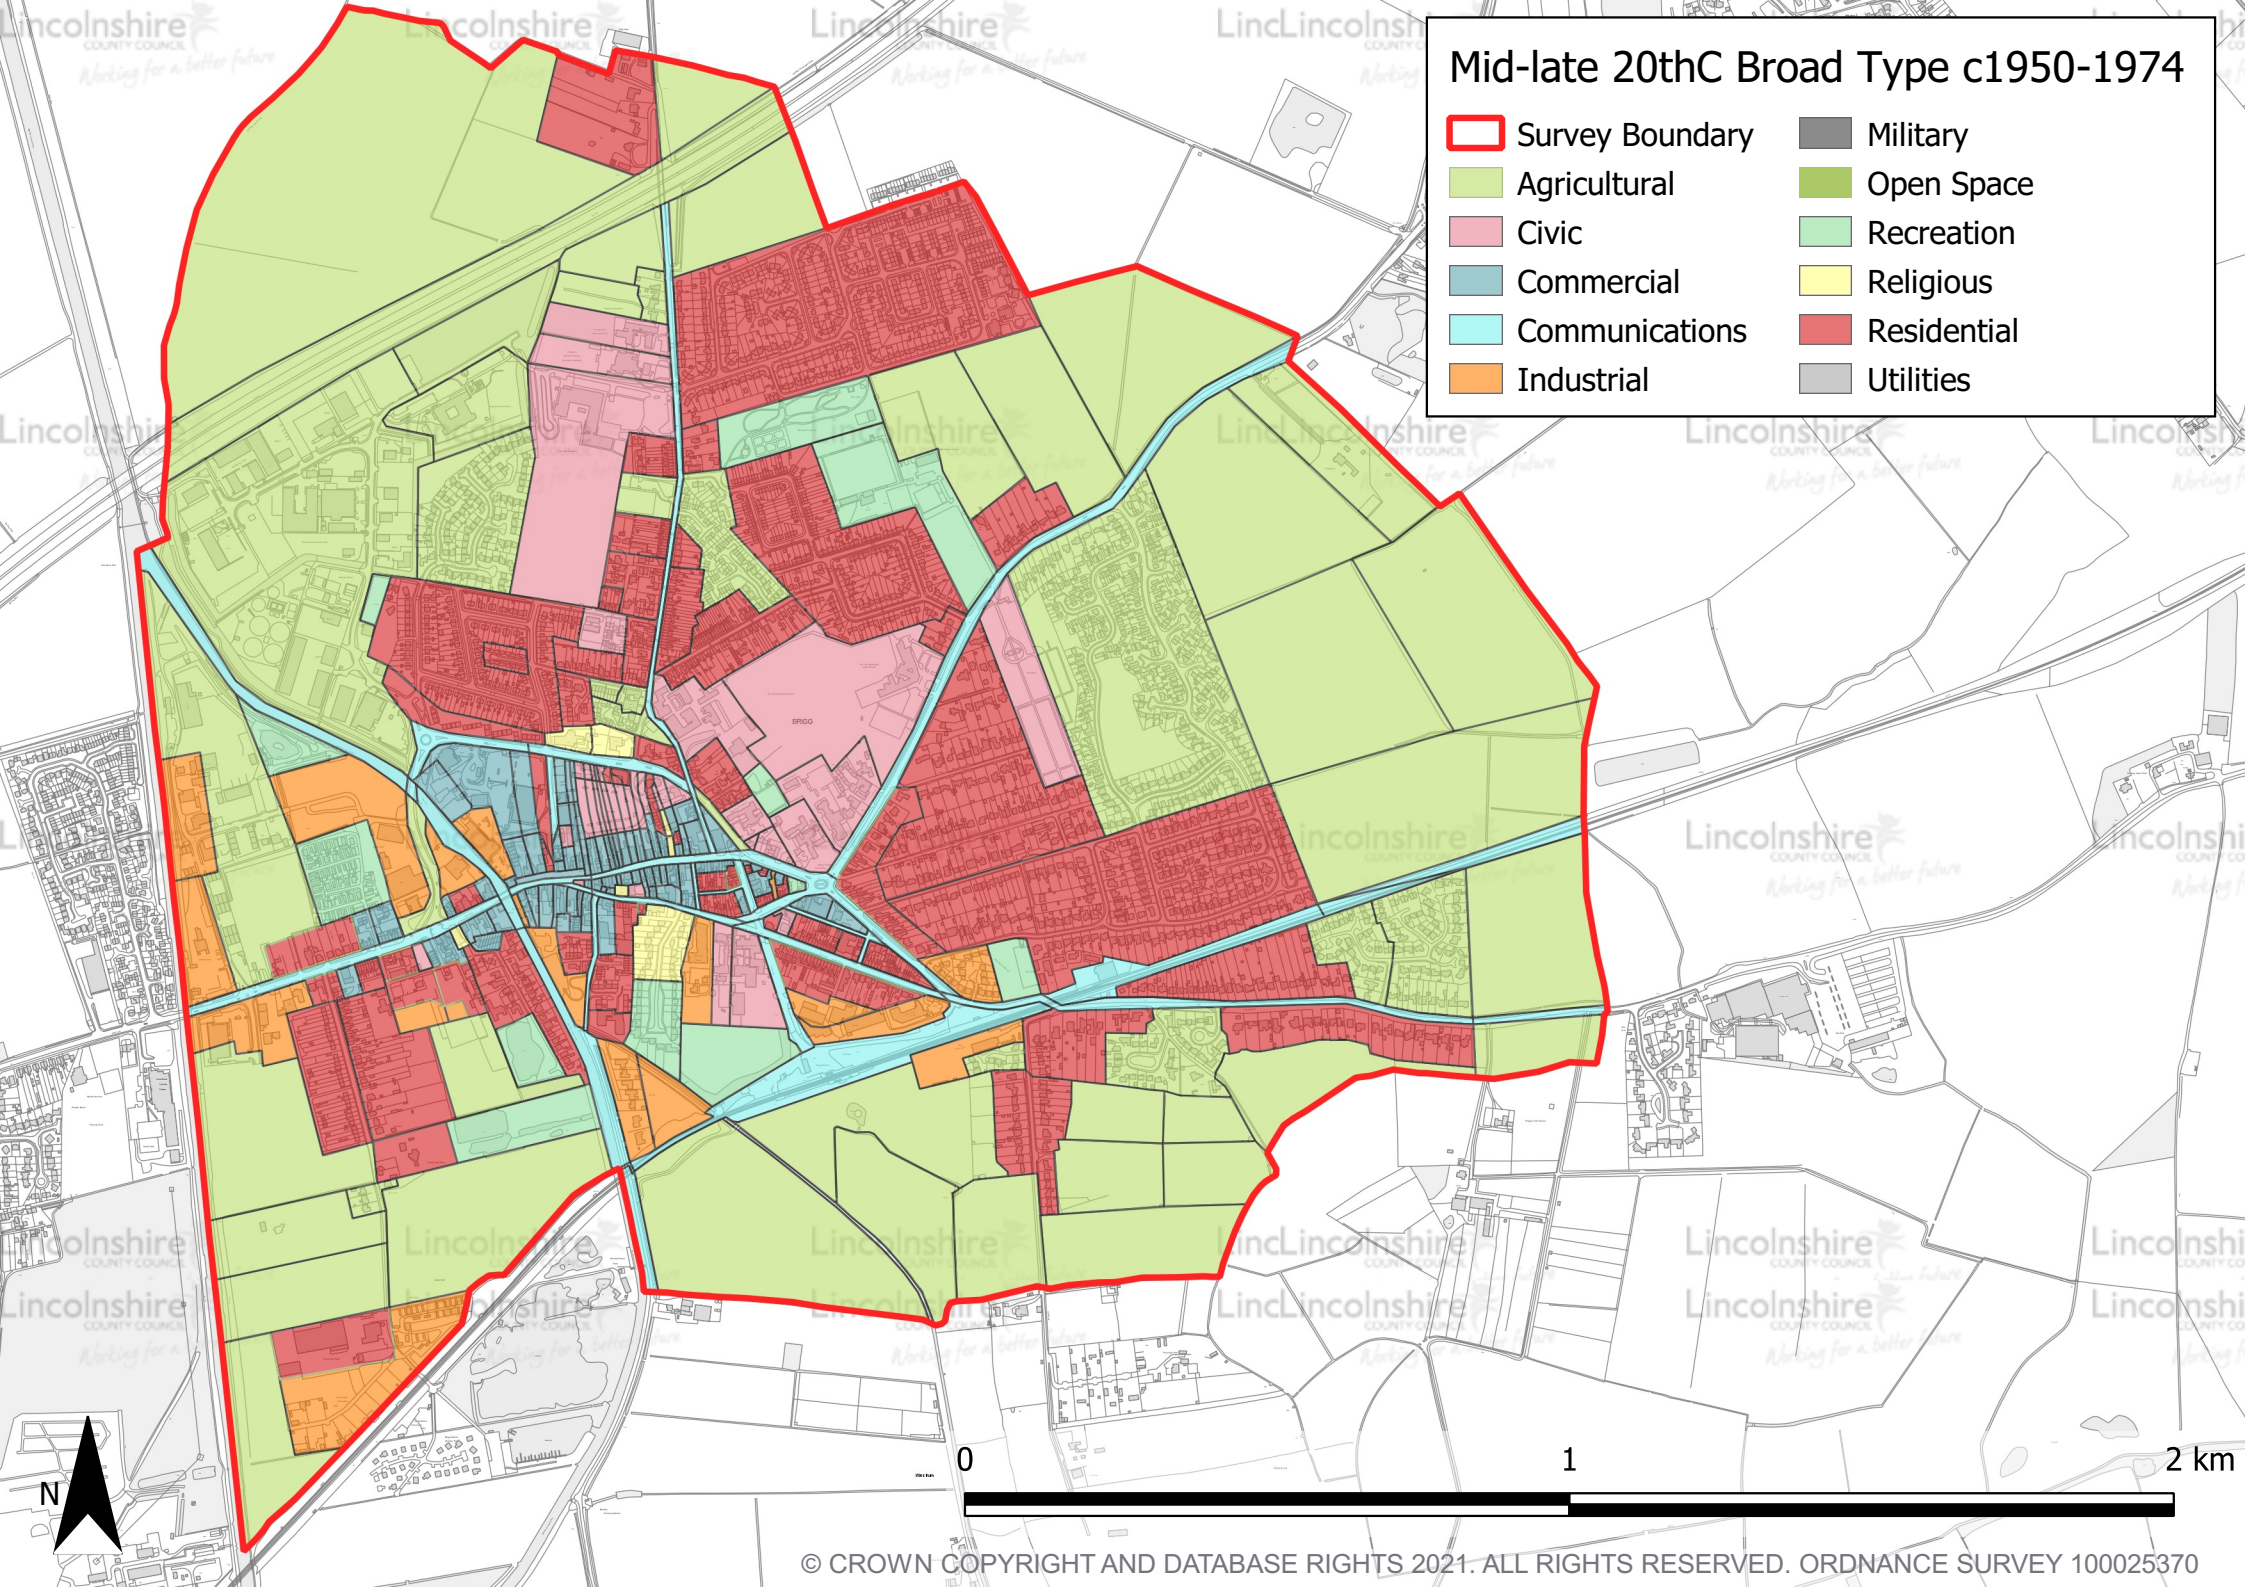 Mid-late 20thC Broad Type c1950-1974
Survey Boundary
Agricultural
Civic
Commercial
Communications
Industrial
Military
Open Space
Recreation
Religious
Residential
Utilities
Lincolnshire
COUNTY COUNCIL
Working for a better future
BRIGG
N
0 1 2 km
© CROWN COPYRIGHT AND DATABASE RIGHTS 2021. ALL RIGHTS RESERVED. ORDNANCE SURVEY 100025370